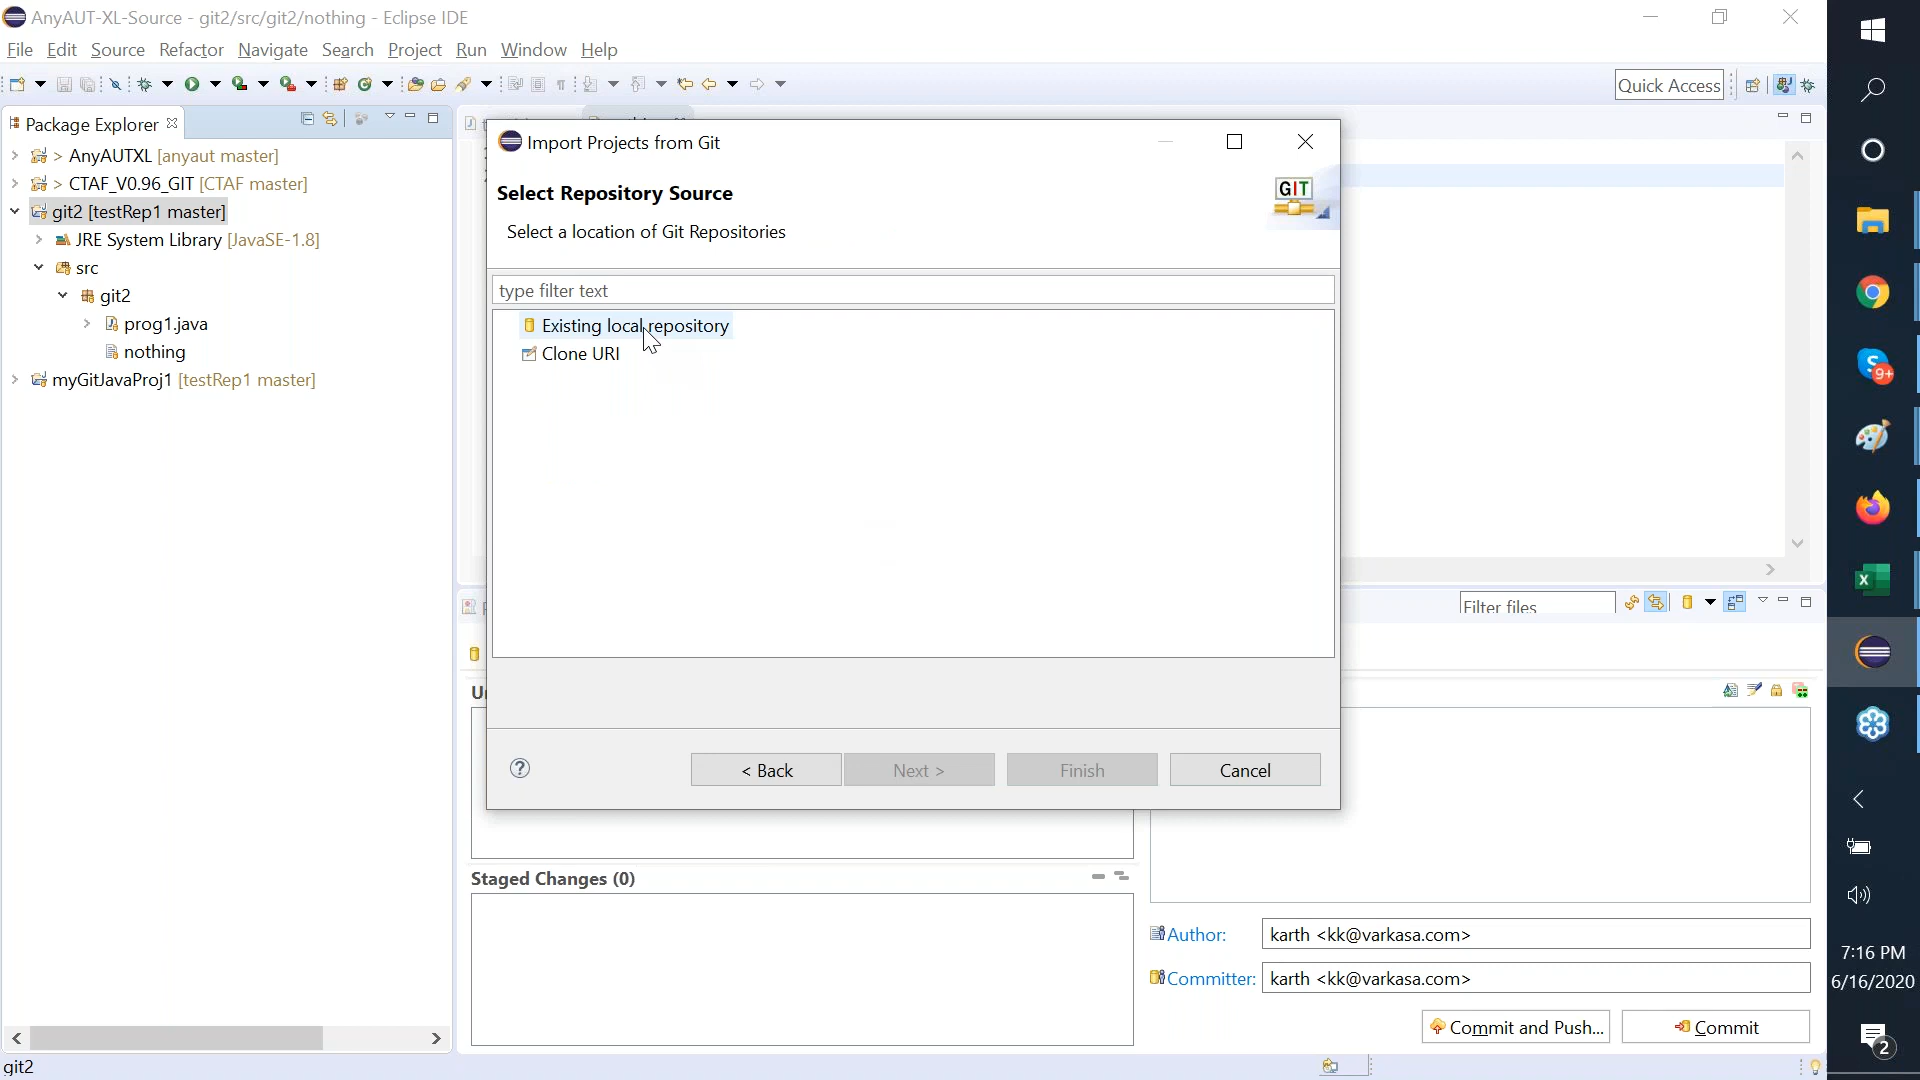 AnyAUT-XL-Source - git2/src/git2/nothing - Eclipse IDE
File Edit Source Refactor Navigate Search Project Run Window Help
Quick Access
Package Explorer
> AnyAUTXL [anyaut master]
> CTAF_V0.96_GIT [CTAF master]
git2 [testRep1 master]
JRE System Library [JavaSE-1.8]
src
git2
prog1.java
nothing
myGitJavaProj1 [testRep1 master]
Import Projects from Git
Select Repository Source
Select a location of Git Repositories
GIT
type filter text
Existing local repository
Clone URI
< Back
Next >
Finish
Cancel
Filter files
Staged Changes (0)
Author:
karth <kk@varkasa.com>
Committer:
karth <kk@varkasa.com>
Commit and Push...
Commit
git2
9+
7:16 PM
6/16/2020
2